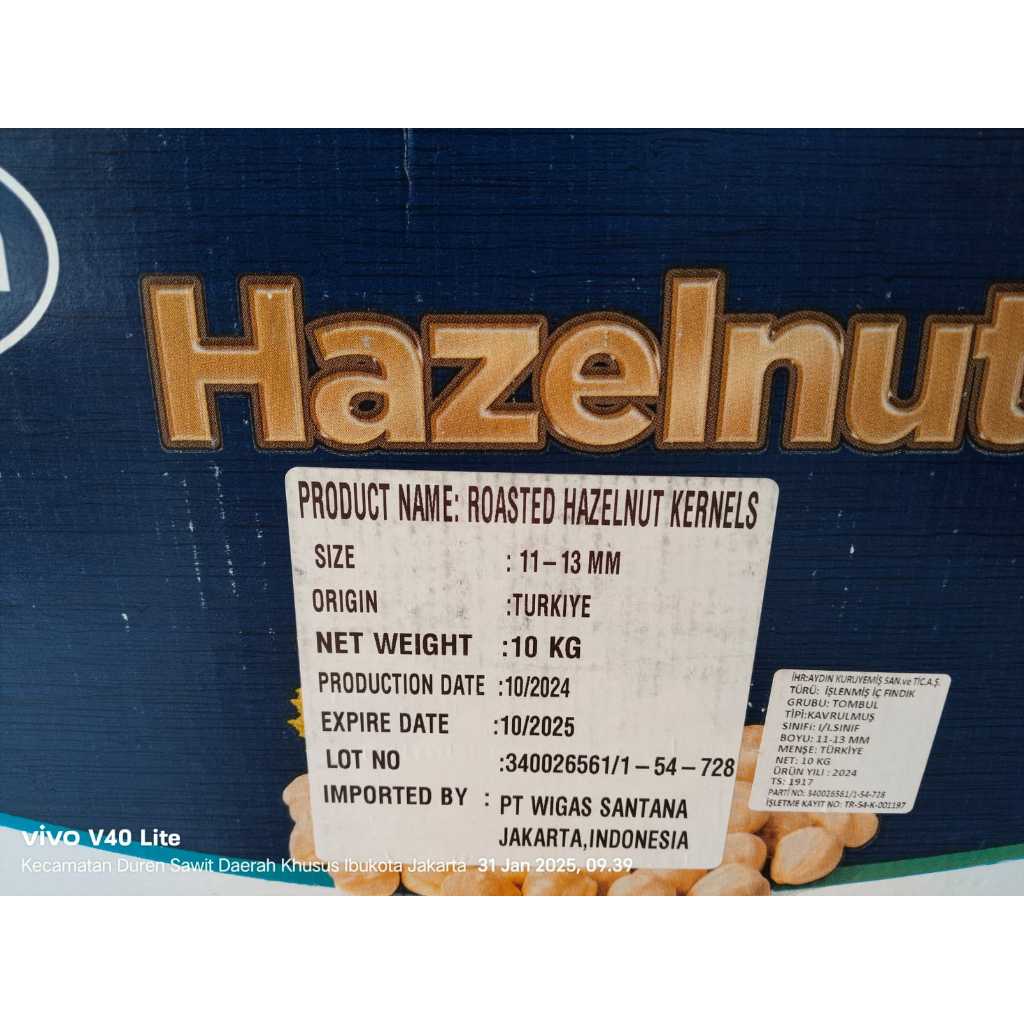 Hazelnut
PRODUCT NAME: ROASTED HAZELNUT KERNELS
SIZE : 11-13 MM
ORIGIN :TURKIYE
NET WEIGHT :10 KG
PRODUCTION DATE :10/2024
EXPIRE DATE :10/2025
LOT NO :340026561/1-54-728
IMPORTED BY : PT WIGAS SANTANA
JAKARTA,INDONESIA
İHR:AYDIN KURUYEMİŞ SAN.ve TİC.A.Ş.
TÜRÜ: İŞLENMİŞ İÇ FINDIK
GRUBU: TOMBUL
TİPİ:KAVRULMUŞ
SINIFI: I/I.SINIF
BOYU: 11-13 MM
MENŞE: TÜRKİYE
NET: 10 KG
ÜRÜN YILI : 2024
TS: 1917
PARTİ NO: 340026561/1-54-728
İŞLETME KAYIT NO: TR-54-K-001197
vivo V40 Lite
Kecamatan Duren Sawit Daerah Khusus Ibukota Jakarta 31 Jan 2025, 09.39